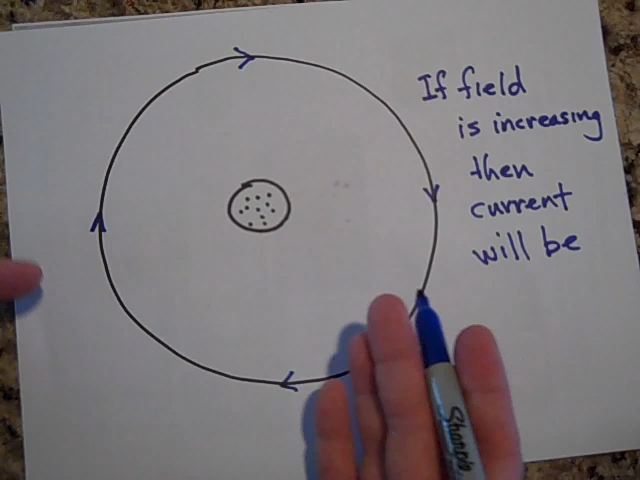 If field
is increasing
then
current
will be
Sharpie